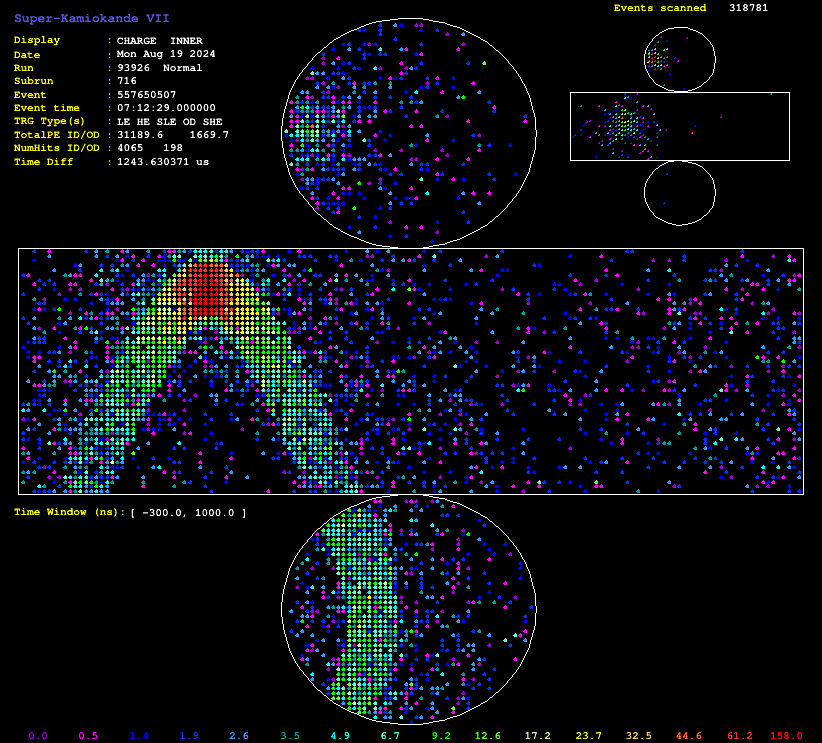 Super-Kamiokande VII
Events scanned 318781
Display : CHARGE INNER
Date : Mon Aug 19 2024
Run : 93926 Normal
Subrun : 716
Event : 557650507
Event time : 07:12:29.000000
TRG Type(s) : LE HE SLE OD SHE
TotalPE ID/OD : 31189.6 1669.7
NumHits ID/OD : 4065 198
Time Diff : 1243.630371 us
Time Window (ns): [ -300.0, 1000.0 ]
0.0 0.5 1.4 1.9 2.6 3.5 4.9 6.7 9.2 12.6 17.2 23.7 32.5 44.6 61.2 158.0